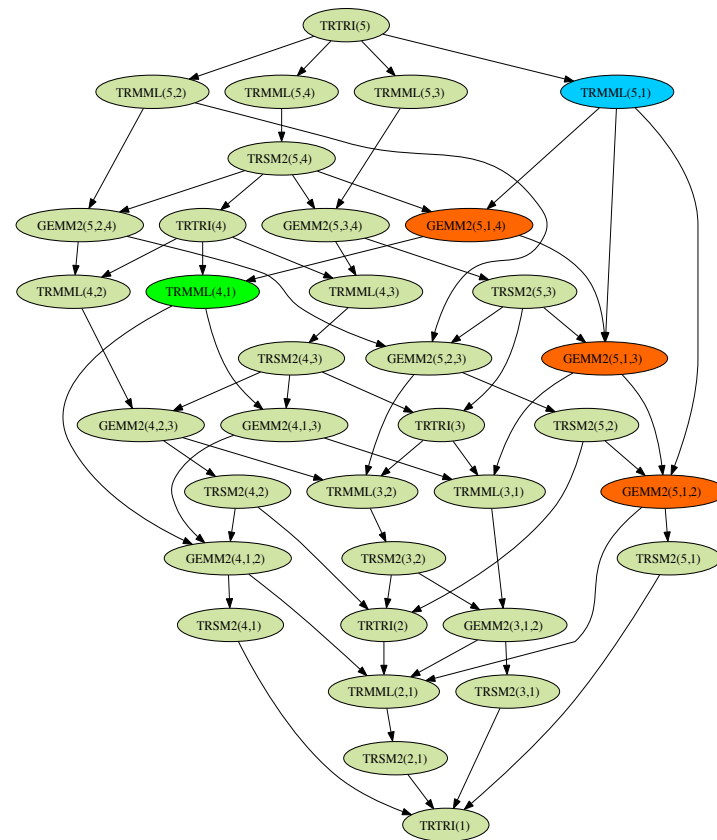 TRTRI(5)
TRMML(5,2)
TRMML(5,4)
TRMML(5,3)
TRMML(5,1)
TRSM2(5,4)
GEMM2(5,2,4)
TRTRI(4)
GEMM2(5,3,4)
GEMM2(5,1,4)
TRMML(4,2)
TRMML(4,1)
TRMML(4,3)
TRSM2(5,3)
TRSM2(4,3)
GEMM2(5,2,3)
GEMM2(5,1,3)
GEMM2(4,2,3)
GEMM2(4,1,3)
TRTRI(3)
TRSM2(5,2)
TRSM2(4,2)
TRMML(3,2)
TRMML(3,1)
GEMM2(5,1,2)
GEMM2(4,1,2)
TRSM2(3,2)
TRSM2(5,1)
TRSM2(4,1)
TRTRI(2)
GEMM2(3,1,2)
TRMML(2,1)
TRSM2(3,1)
TRSM2(2,1)
TRTRI(1)